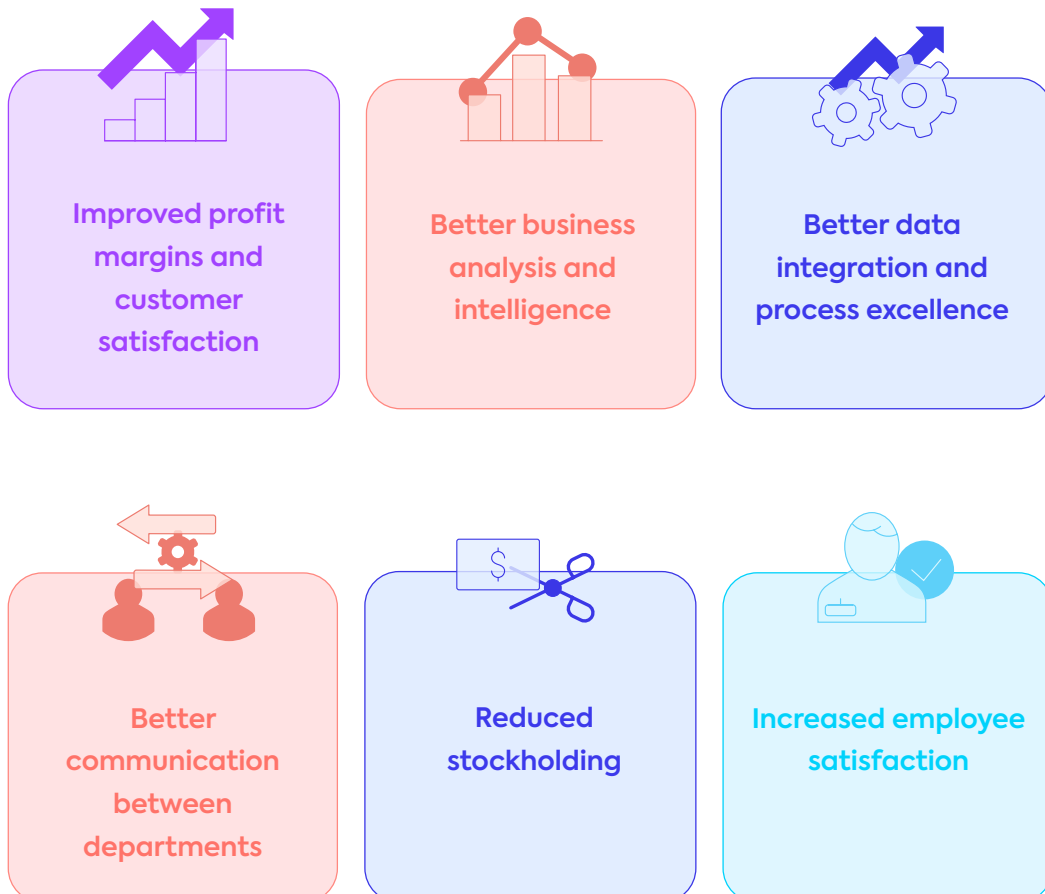 Improved profit
margins and
customer
satisfaction
Better business
analysis and
intelligence
Better data
integration and
process excellence
Better
communication
between
departments
$
Reduced
stockholding
Increased employee
satisfaction